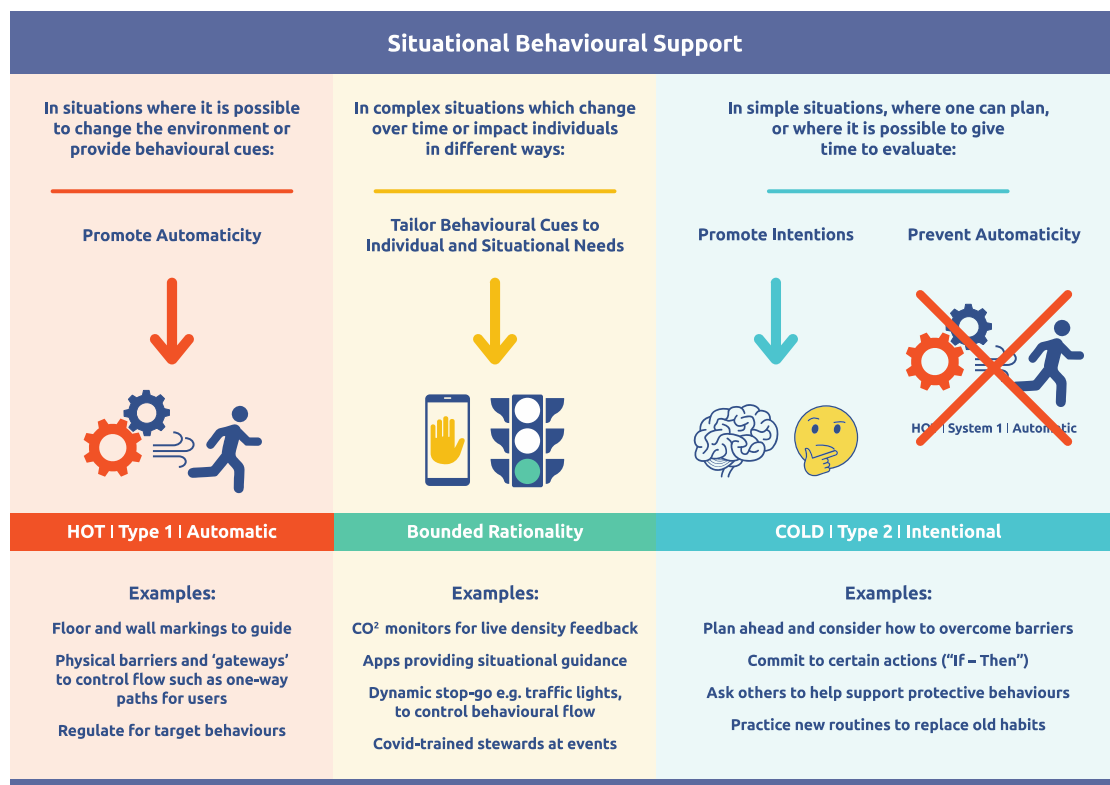 Situational Behavioural Support
In situations where it is possible
to change the environment or
provide behavioural cues:
Promote Automaticity
HOT | Type 1 | Automatic
Examples:
Floor and wall markings to guide
Physical barriers and ‘gateways’
to control flow such as one-way
paths for users
Regulate for target behaviours
In complex situations which change
over time or impact individuals
in different ways:
Tailor Behavioural Cues to
Individual and Situational Needs
Bounded Rationality
Examples:
CO² monitors for live density feedback
Apps providing situational guidance
Dynamic stop-go e.g. traffic lights,
to control behavioural flow
Covid-trained stewards at events
In simple situations, where one can plan,
or where it is possible to give
time to evaluate:
Promote Intentions
Prevent Automaticity
HOT | System 1 | Automatic
COLD | Type 2 | Intentional
Examples:
Plan ahead and consider how to overcome barriers
Commit to certain actions (“If – Then”)
Ask others to help support protective behaviours
Practice new routines to replace old habits